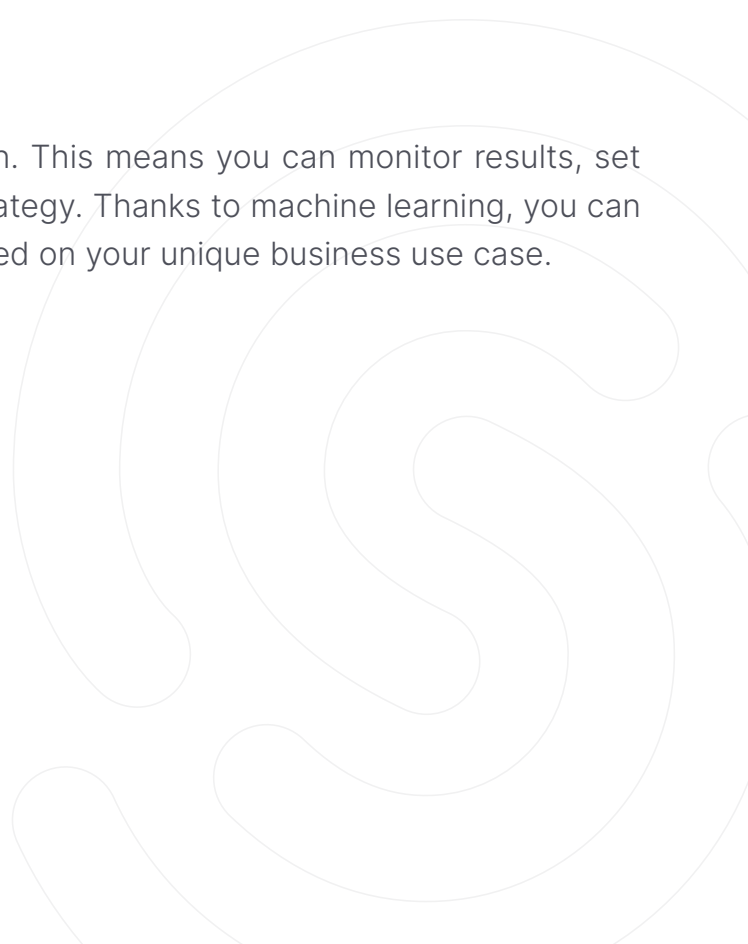 n. This means you can monitor results, set
ategy. Thanks to machine learning, you can
ed on your unique business use case.